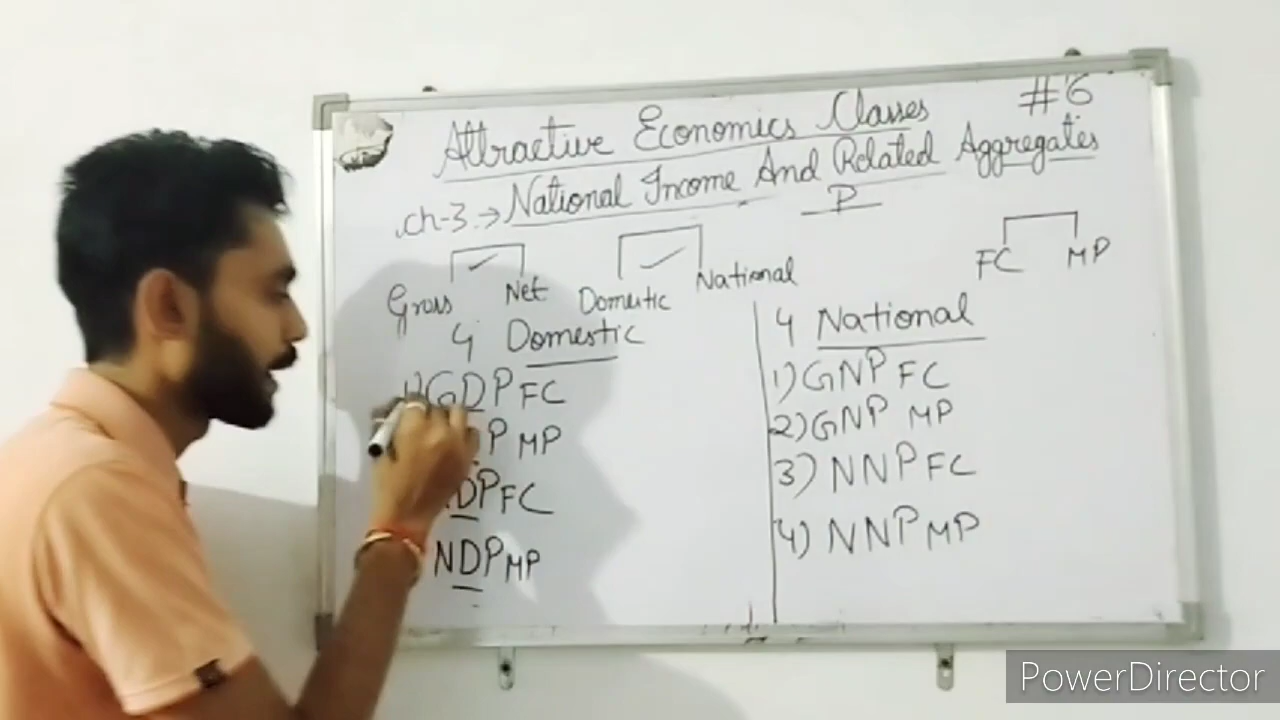 Attractive Economics Classes #6
Ch-3 → National Income And Related Aggregates
P
Gross Net Domestic National FC MP
4 Domestic
1) GDP FC
P MP
DP FC
NDP MP
4 National
1) GNP FC
2) GNP MP
3) NNP FC
4) NNP MP
PowerDirector